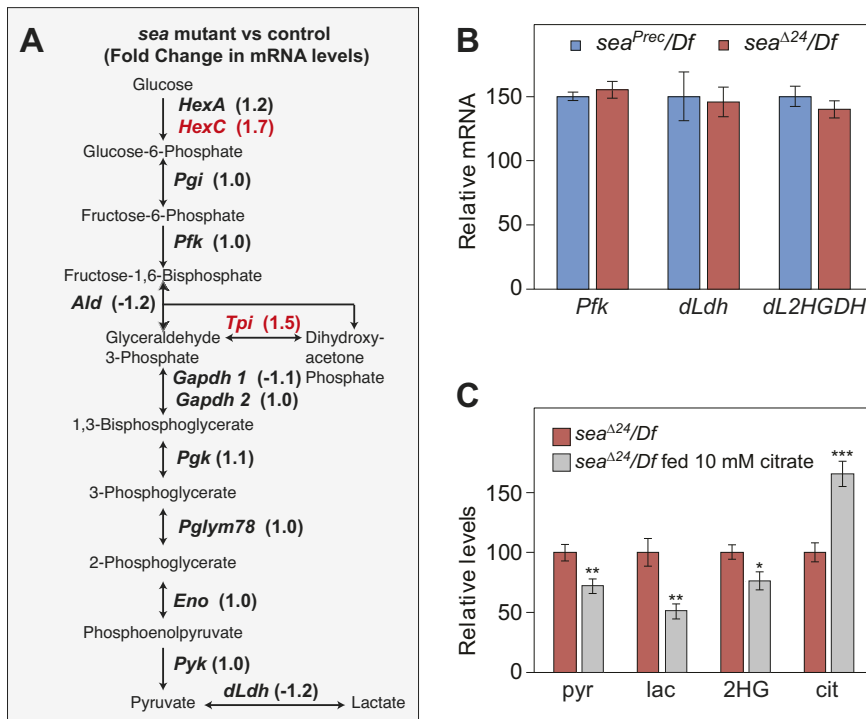 A
sea mutant vs control
(Fold Change in mRNA levels)
Glucose
HexA (1.2)
HexC (1.7)
Glucose-6-Phosphate
Pgi (1.0)
Fructose-6-Phosphate
Pfk (1.0)
Fructose-1,6-Bisphosphate
Ald (-1.2)
Tpi (1.5)
Glyceraldehyde
3-Phosphate
Dihydroxy-
acetone
Phosphate
Gapdh 1 (-1.1)
Gapdh 2 (1.0)
1,3-Bisphosphoglycerate
Pgk (1.1)
3-Phosphoglycerate
Pglym78 (1.0)
2-Phosphoglycerate
Eno (1.0)
Phosphoenolpyruvate
Pyk (1.0)
Pyruvate
dLdh (-1.2)
Lactate
B
sea^Prec/Df
sea^Δ24/Df
Relative mRNA
150
100
50
0
Pfk dLdh dL2HGDH
C
sea^Δ24/Df
sea^Δ24/Df fed 10 mM citrate
Relative levels
150
100
50
0
** ** * ***
pyr lac 2HG cit